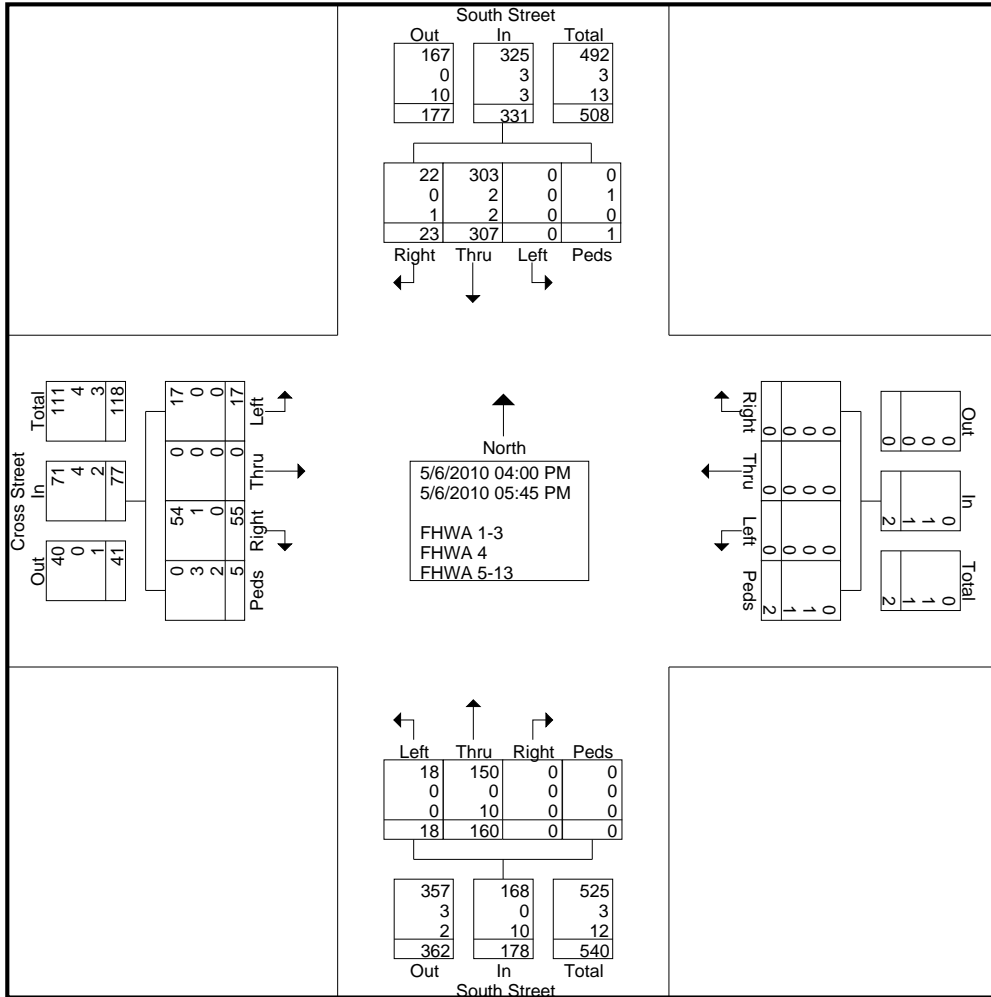 South Street
Out In Total
167 325 492
0 3 3
10 3 13
177 331 508
22 303 0 0
0 2 0 1
1 2 0 0
23 307 0 1
Right Thru Left Peds
Cross Street
Total
111 4 3 118
In
71 4 2 77
Out
40 0 1 41
17 0 0 17
Left
0 0 0 0
Thru
54 1 0 55
Right
0 3 2 5
Peds
North
5/6/2010 04:00 PM
5/6/2010 05:45 PM
FHWA 1-3
FHWA 4
FHWA 5-13
Right
0 0 0 0
Thru
0 0 0 0
Left
0 0 0 0
Peds
0 1 1 2
Out
0 0 0 0
In
0 1 1 2
Total
0 1 1 2
Left Thru Right Peds
18 150 0 0
0 0 0 0
0 10 0 0
18 160 0 0
357 168 525
3 0 3
2 10 12
362 178 540
Out In Total
South Street